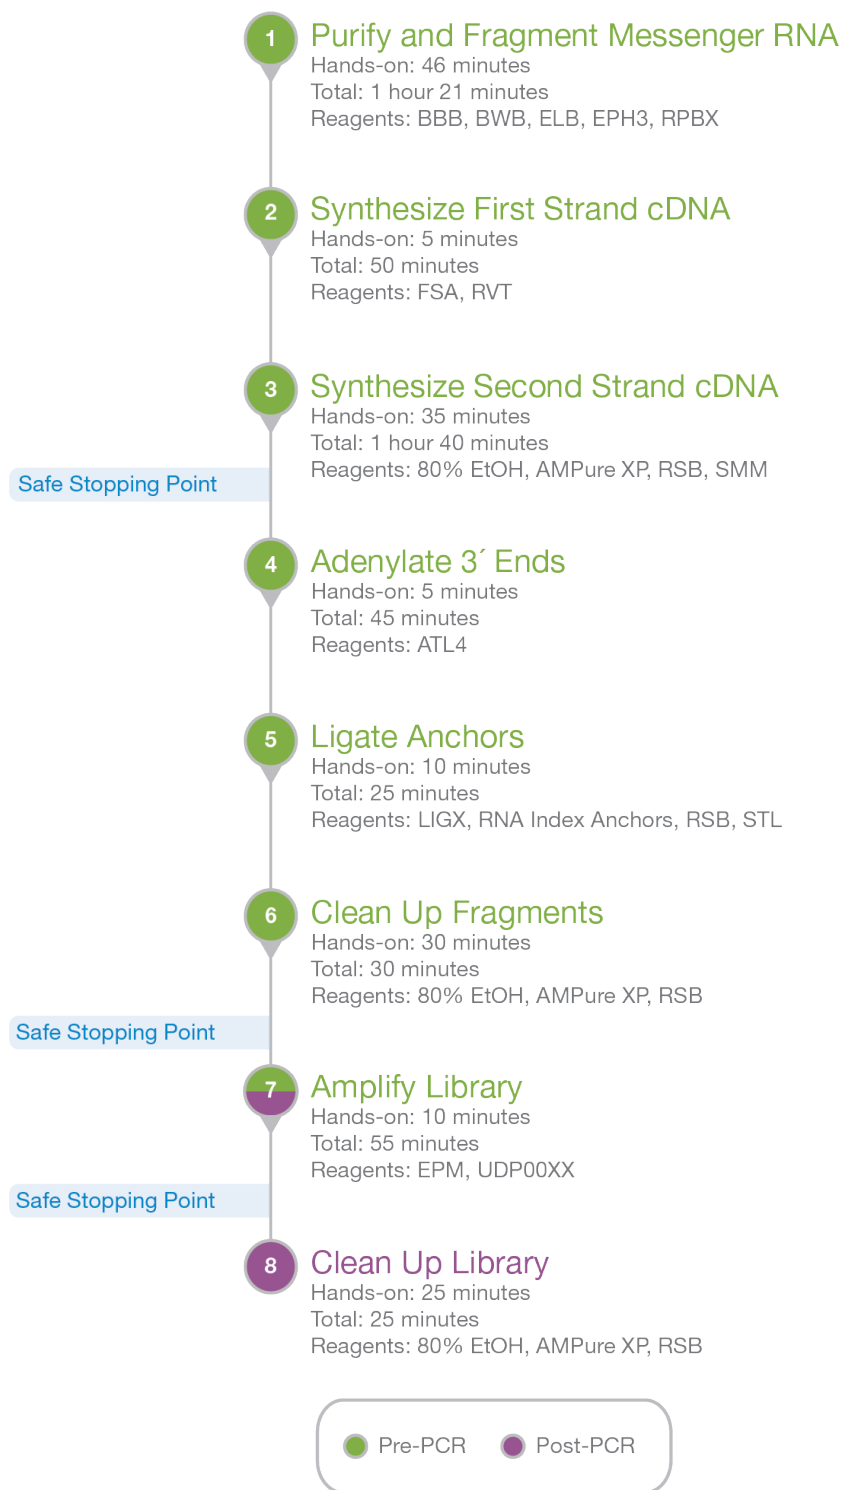 1
Purify and Fragment Messenger RNA
Hands-on: 46 minutes
Total: 1 hour 21 minutes
Reagents: BBB, BWB, ELB, EPH3, RPBX
2
Synthesize First Strand cDNA
Hands-on: 5 minutes
Total: 50 minutes
Reagents: FSA, RVT
3
Synthesize Second Strand cDNA
Hands-on: 35 minutes
Total: 1 hour 40 minutes
Reagents: 80% EtOH, AMPure XP, RSB, SMM
Safe Stopping Point
4
Adenylate 3´ Ends
Hands-on: 5 minutes
Total: 45 minutes
Reagents: ATL4
5
Ligate Anchors
Hands-on: 10 minutes
Total: 25 minutes
Reagents: LIGX, RNA Index Anchors, RSB, STL
6
Clean Up Fragments
Hands-on: 30 minutes
Total: 30 minutes
Reagents: 80% EtOH, AMPure XP, RSB
Safe Stopping Point
7
Amplify Library
Hands-on: 10 minutes
Total: 55 minutes
Reagents: EPM, UDP00XX
Safe Stopping Point
8
Clean Up Library
Hands-on: 25 minutes
Total: 25 minutes
Reagents: 80% EtOH, AMPure XP, RSB
Pre-PCR
Post-PCR